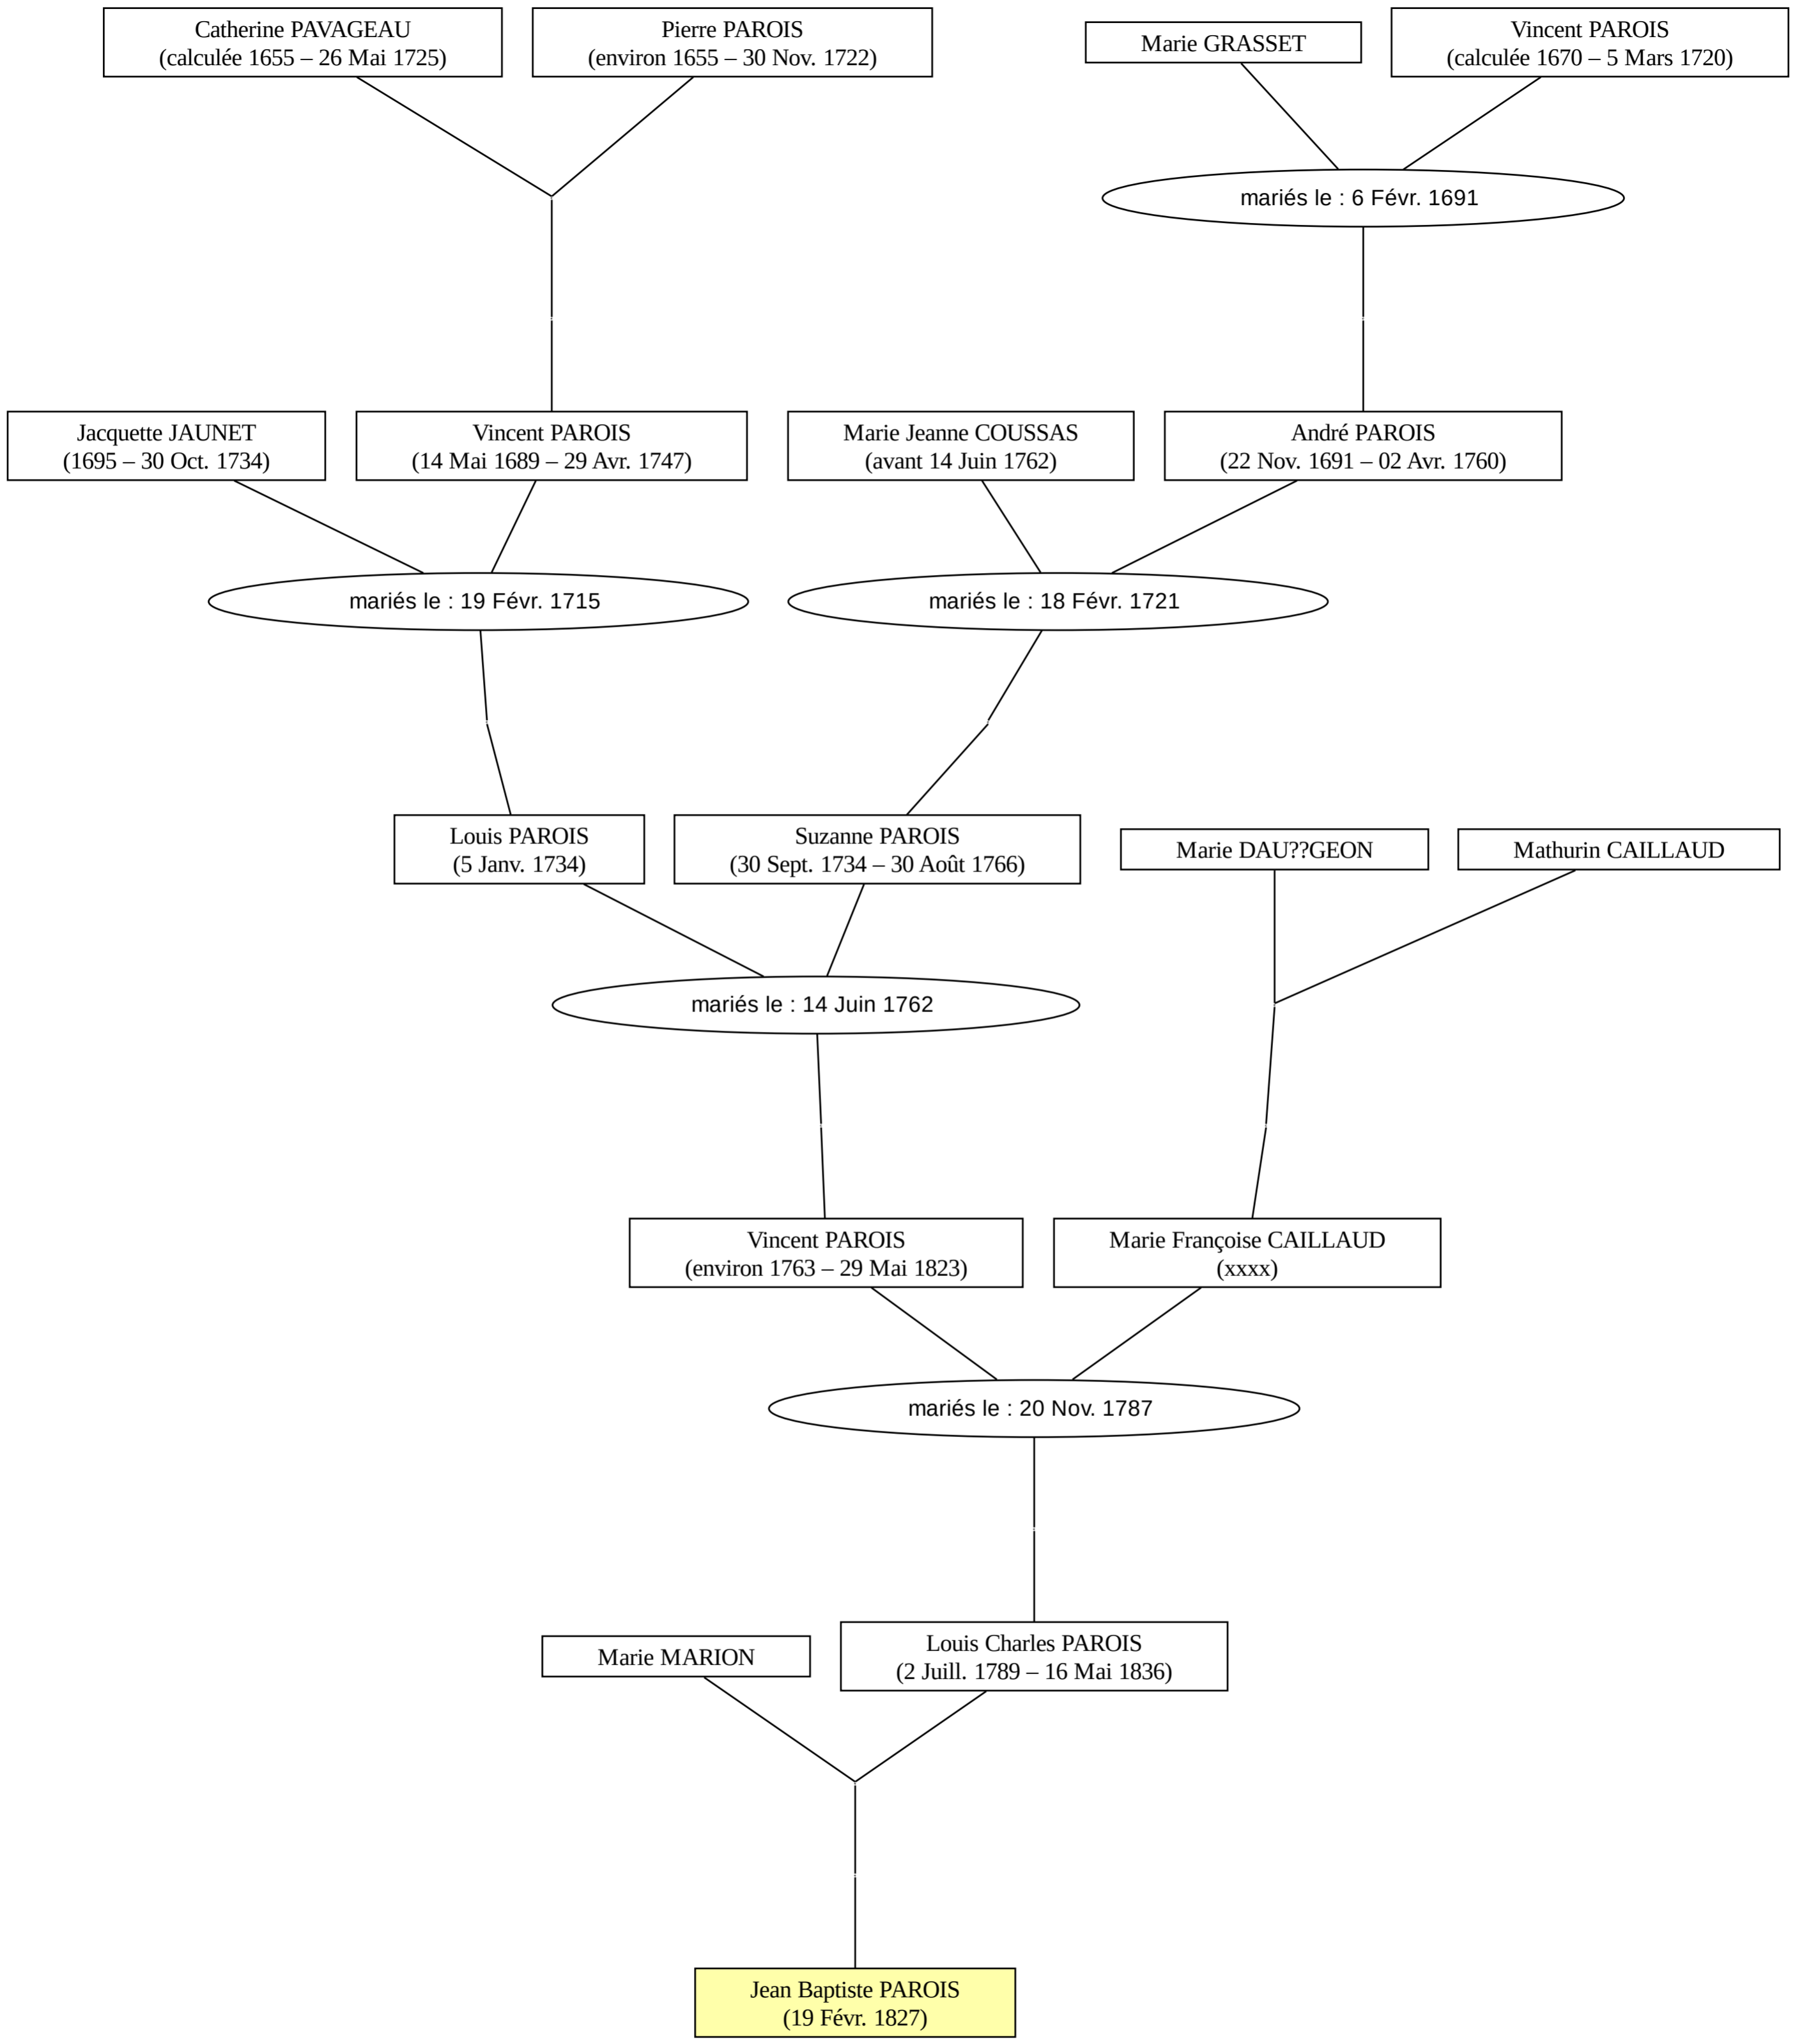 Catherine PAVAGEAU
(calculée 1655 – 26 Mai 1725)
Pierre PAROIS
(environ 1655 – 30 Nov. 1722)
Marie GRASSET
Vincent PAROIS
(calculée 1670 – 5 Mars 1720)
mariés le : 6 Févr. 1691
Jacquette JAUNET
(1695 – 30 Oct. 1734)
Vincent PAROIS
(14 Mai 1689 – 29 Avr. 1747)
Marie Jeanne COUSSAS
(avant 14 Juin 1762)
André PAROIS
(22 Nov. 1691 – 02 Avr. 1760)
mariés le : 19 Févr. 1715
mariés le : 18 Févr. 1721
Louis PAROIS
(5 Janv. 1734)
Suzanne PAROIS
(30 Sept. 1734 – 30 Août 1766)
Marie DAU??GEON
Mathurin CAILLAUD
mariés le : 14 Juin 1762
Vincent PAROIS
(environ 1763 – 29 Mai 1823)
Marie Françoise CAILLAUD
(xxxx)
mariés le : 20 Nov. 1787
Marie MARION
Louis Charles PAROIS
(2 Juill. 1789 – 16 Mai 1836)
Jean Baptiste PAROIS
(19 Févr. 1827)